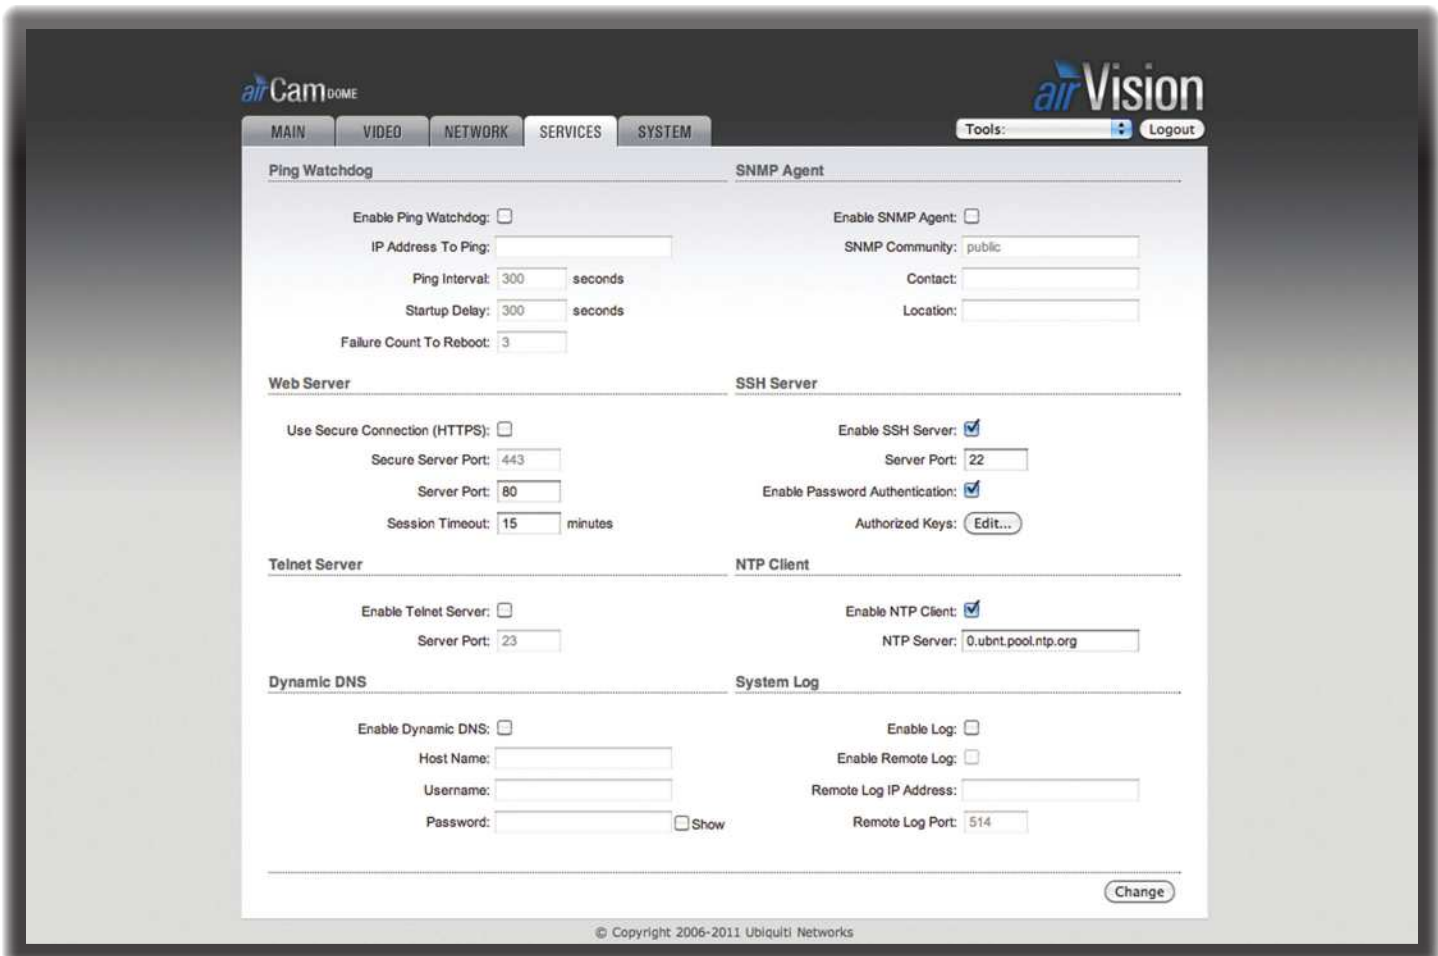 airCam DOME
airVision
MAIN
VIDEO
NETWORK
SERVICES
SYSTEM
Tools:
Logout
Ping Watchdog
Enable Ping Watchdog:
IP Address To Ping:
Ping Interval: 300 seconds
Startup Delay: 300 seconds
Failure Count To Reboot: 3
SNMP Agent
Enable SNMP Agent:
SNMP Community: public
Contact:
Location:
Web Server
Use Secure Connection (HTTPS):
Secure Server Port: 443
Server Port: 80
Session Timeout: 15 minutes
SSH Server
Enable SSH Server:
Server Port: 22
Enable Password Authentication:
Authorized Keys: Edit...
Telnet Server
Enable Telnet Server:
Server Port: 23
NTP Client
Enable NTP Client:
NTP Server: 0.ubnt.pool.ntp.org
Dynamic DNS
Enable Dynamic DNS:
Host Name:
Username:
Password: Show
System Log
Enable Log:
Enable Remote Log:
Remote Log IP Address:
Remote Log Port: 514
Change
© Copyright 2006-2011 Ubiquiti Networks